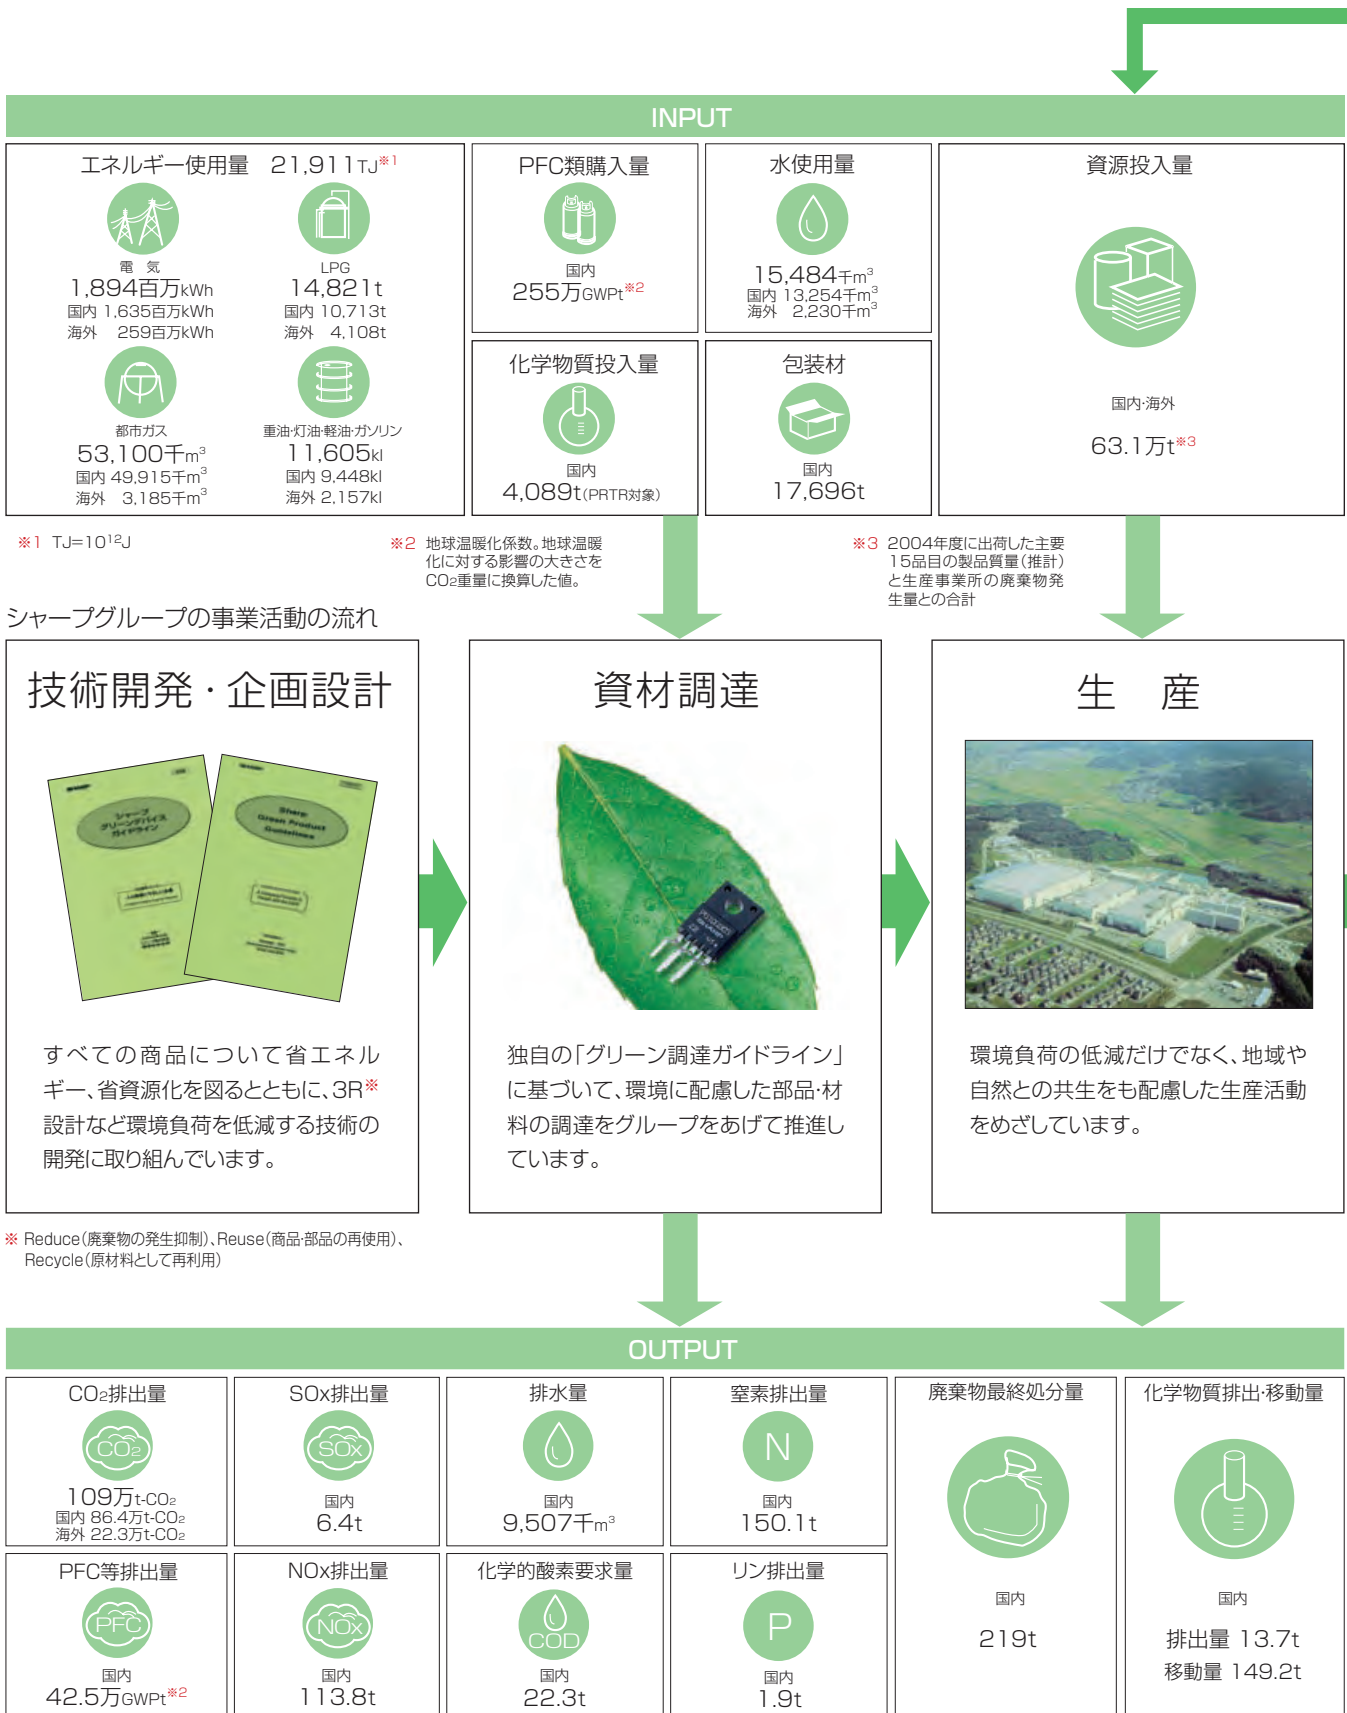 INPUT
エネルギー使用量 21,911TJ※1
電 気
1,894百万kWh
国内 1,635百万kWh
海外 259百万kWh
LPG
14,821t
国内 10,713t
海外 4,108t
都市ガス
53,100千m³
国内 49,915千m³
海外 3,185千m³
重油・灯油・軽油・ガソリン
11,605kl
国内 9,448kl
海外 2,157kl
PFC類購入量
国内
255万GWPt※2
水使用量
15,484千m³
国内 13,254千m³
海外 2,230千m³
化学物質投入量
国内
4,089t(PRTR対象)
包装材
国内
17,696t
資源投入量
国内・海外
63.1万t※3
※1 TJ=10¹²J
※2 地球温暖化係数。地球温暖
化に対する影響の大きさを
CO₂重量に換算した値。
※3 2004年度に出荷した主要
15品目の製品質量(推計)
と生産事業所の廃棄物発
生量との合計
シャープグループの事業活動の流れ
技術開発・企画設計
シャープ
グリーンデバイス
ガイドライン
Sharp
Green Product
Guidelines
すべての商品について省エネル
ギー、省資源化を図るとともに、3R※
設計など環境負荷を低減する技術の
開発に取り組んでいます。
資材調達
独自の「グリーン調達ガイドライン」
に基づいて、環境に配慮した部品・材
料の調達をグループをあげて推進し
ています。
生 産
環境負荷の低減だけでなく、地域や
自然との共生をも配慮した生産活動
をめざしています。
※ Reduce(廃棄物の発生抑制)、Reuse(商品・部品の再使用)、
Recycle(原材料として再利用)
OUTPUT
CO₂排出量
CO₂
109万t-CO₂
国内 86.4万t-CO₂
海外 22.3万t-CO₂
SOx排出量
SOx
国内
6.4t
排水量
国内
9,507千m³
窒素排出量
N
国内
150.1t
廃棄物最終処分量
国内
219t
化学物質排出・移動量
国内
排出量 13.7t
移動量 149.2t
PFC等排出量
PFC
国内
42.5万GWPt※2
NOx排出量
NOx
国内
113.8t
化学的酸素要求量
COD
国内
22.3t
リン排出量
P
国内
1.9t